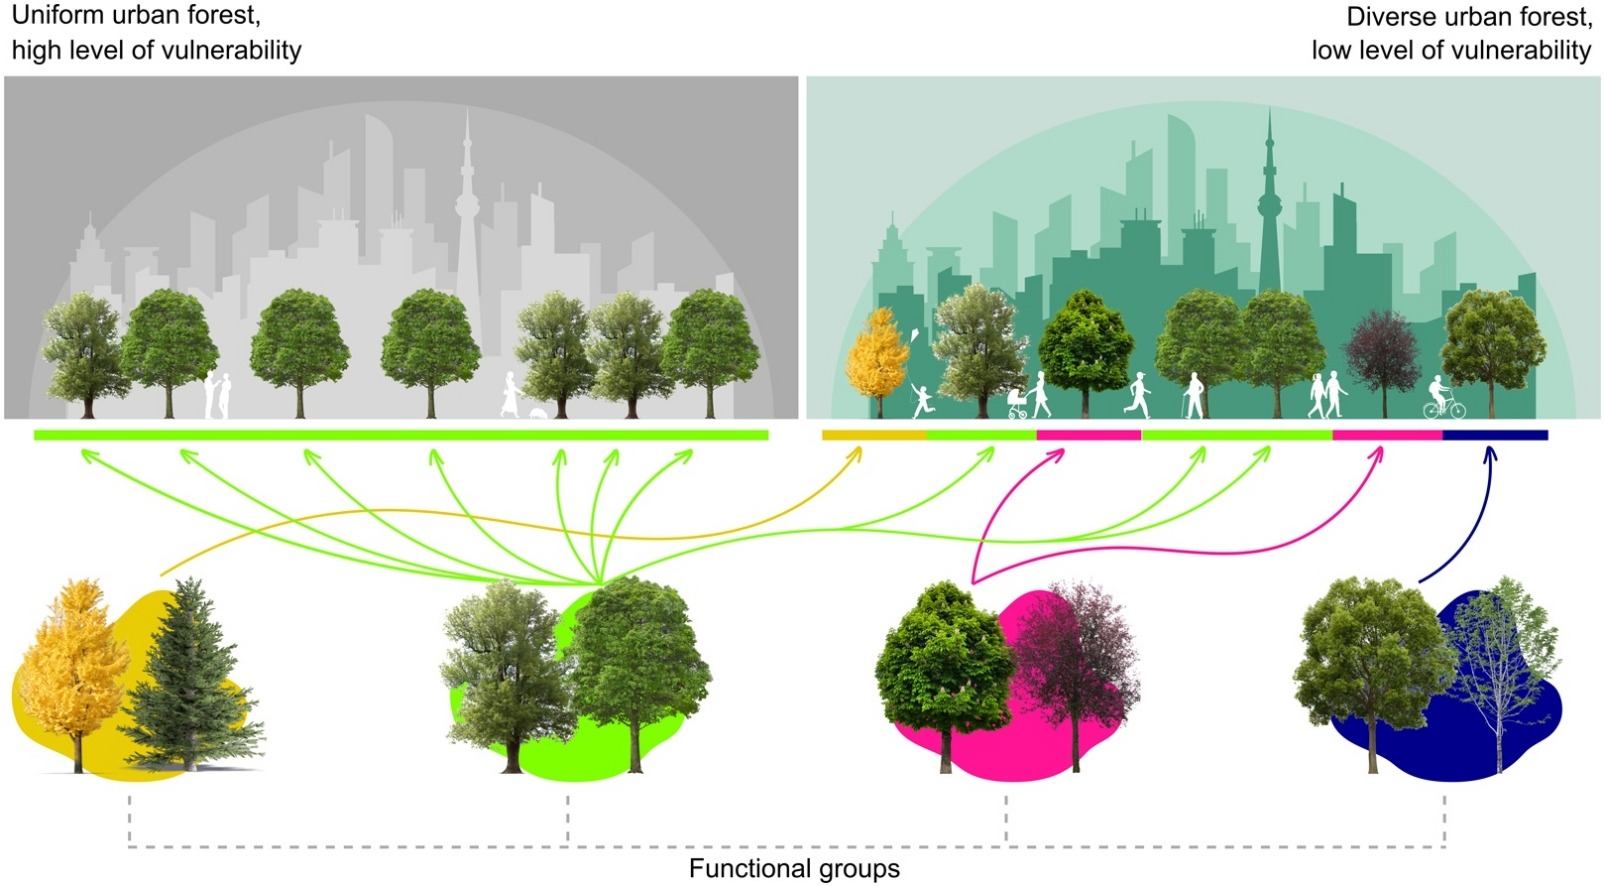 Uniform urban forest,
high level of vulnerability
Diverse urban forest,
low level of vulnerability
Functional groups